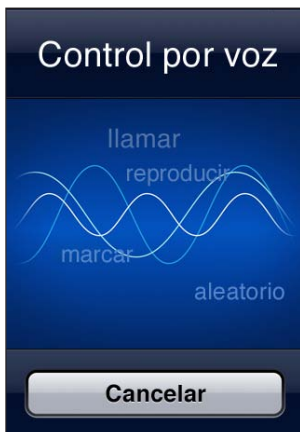 Control por voz
llamar
reproducir
marcar
aleatorio
Cancelar